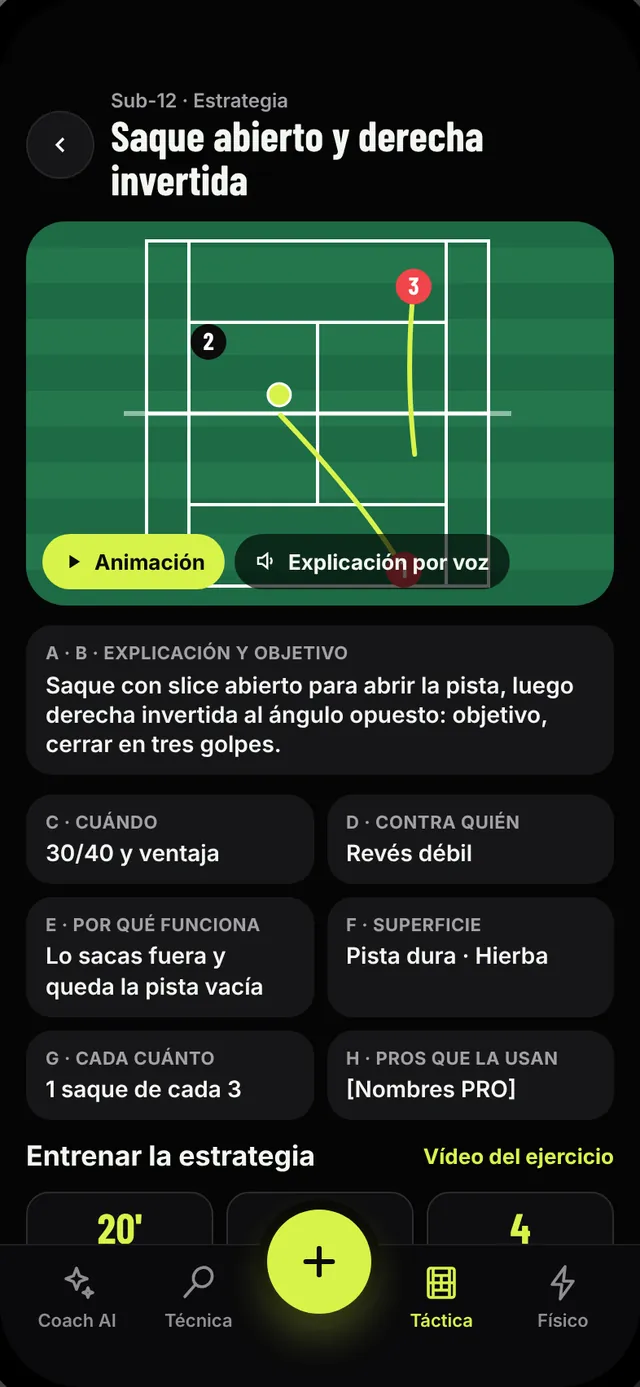 Sub-12 · Estrategia
Saque abierto y derecha
invertida
3
2
Animación
Explicación por voz
A · B · EXPLICACIÓN Y OBJETIVO
Saque con slice abierto para abrir la pista, luego
derecha invertida al ángulo opuesto: objetivo,
cerrar en tres golpes.
C · CUÁNDO
30/40 y ventaja
D · CONTRA QUIÉN
Revés débil
E · POR QUÉ FUNCIONA
Lo sacas fuera y
queda la pista vacía
F · SUPERFICIE
Pista dura · Hierba
G · CADA CUÁNTO
1 saque de cada 3
H · PROS QUE LA USAN
[Nombres PRO]
Entrenar la estrategia
Vídeo del ejercicio
20'
4
Coach AI
Técnica
Táctica
Físico